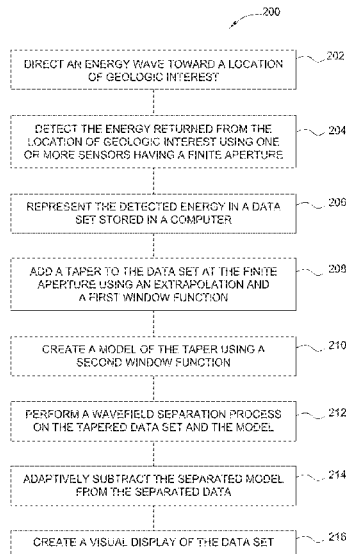 200
DIRECT AN ENERGY WAVE TOWARD A LOCATION
OF GEOLOGIC INTEREST
202
DETECT THE ENERGY RETURNED FROM THE
LOCATION OF GEOLOGIC INTEREST USING ONE
OR MORE SENSORS HAVING A FINITE APERTURE
204
REPRESENT THE DETECTED ENERGY IN A DATA
SET STORED IN A COMPUTER
206
ADD A TAPER TO THE DATA SET AT THE FINITE
APERTURE USING AN EXTRAPOLATION AND
A FIRST WINDOW FUNCTION
208
CREATE A MODEL OF THE TAPER USING A
SECOND WINDOW FUNCTION
210
PERFORM A WAVEFIELD SEPARATION PROCESS
ON THE TAPERED DATA SET AND THE MODEL
212
ADAPTIVELY SUBTRACT THE SEPARATED MODEL
FROM THE SEPARATED DATA
214
CREATE A VISUAL DISPLAY OF THE DATA SET
216